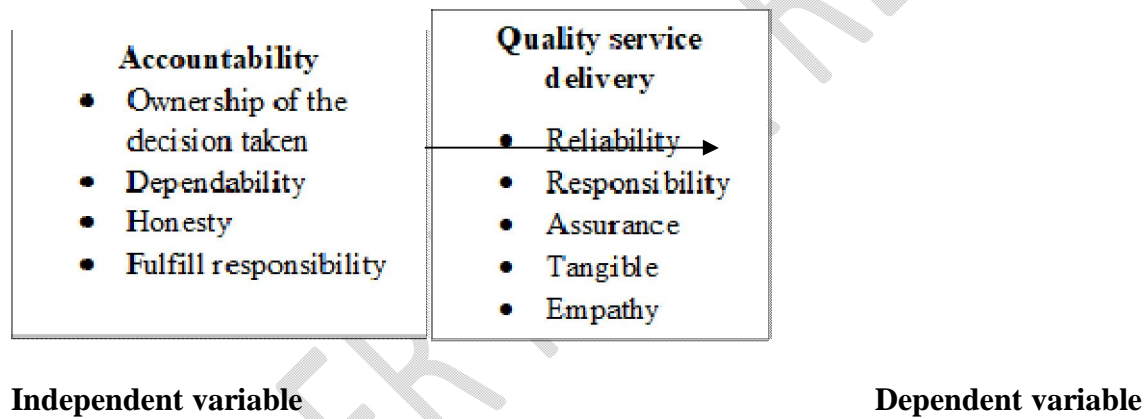 Accountability
• Ownership of the
decision taken
• Dependability
• Honesty
• Fulfill responsibility
Quality service
delivery
• Reliability
• Responsibility
• Assurance
• Tangible
• Empathy
Independent variable
Dependent variable